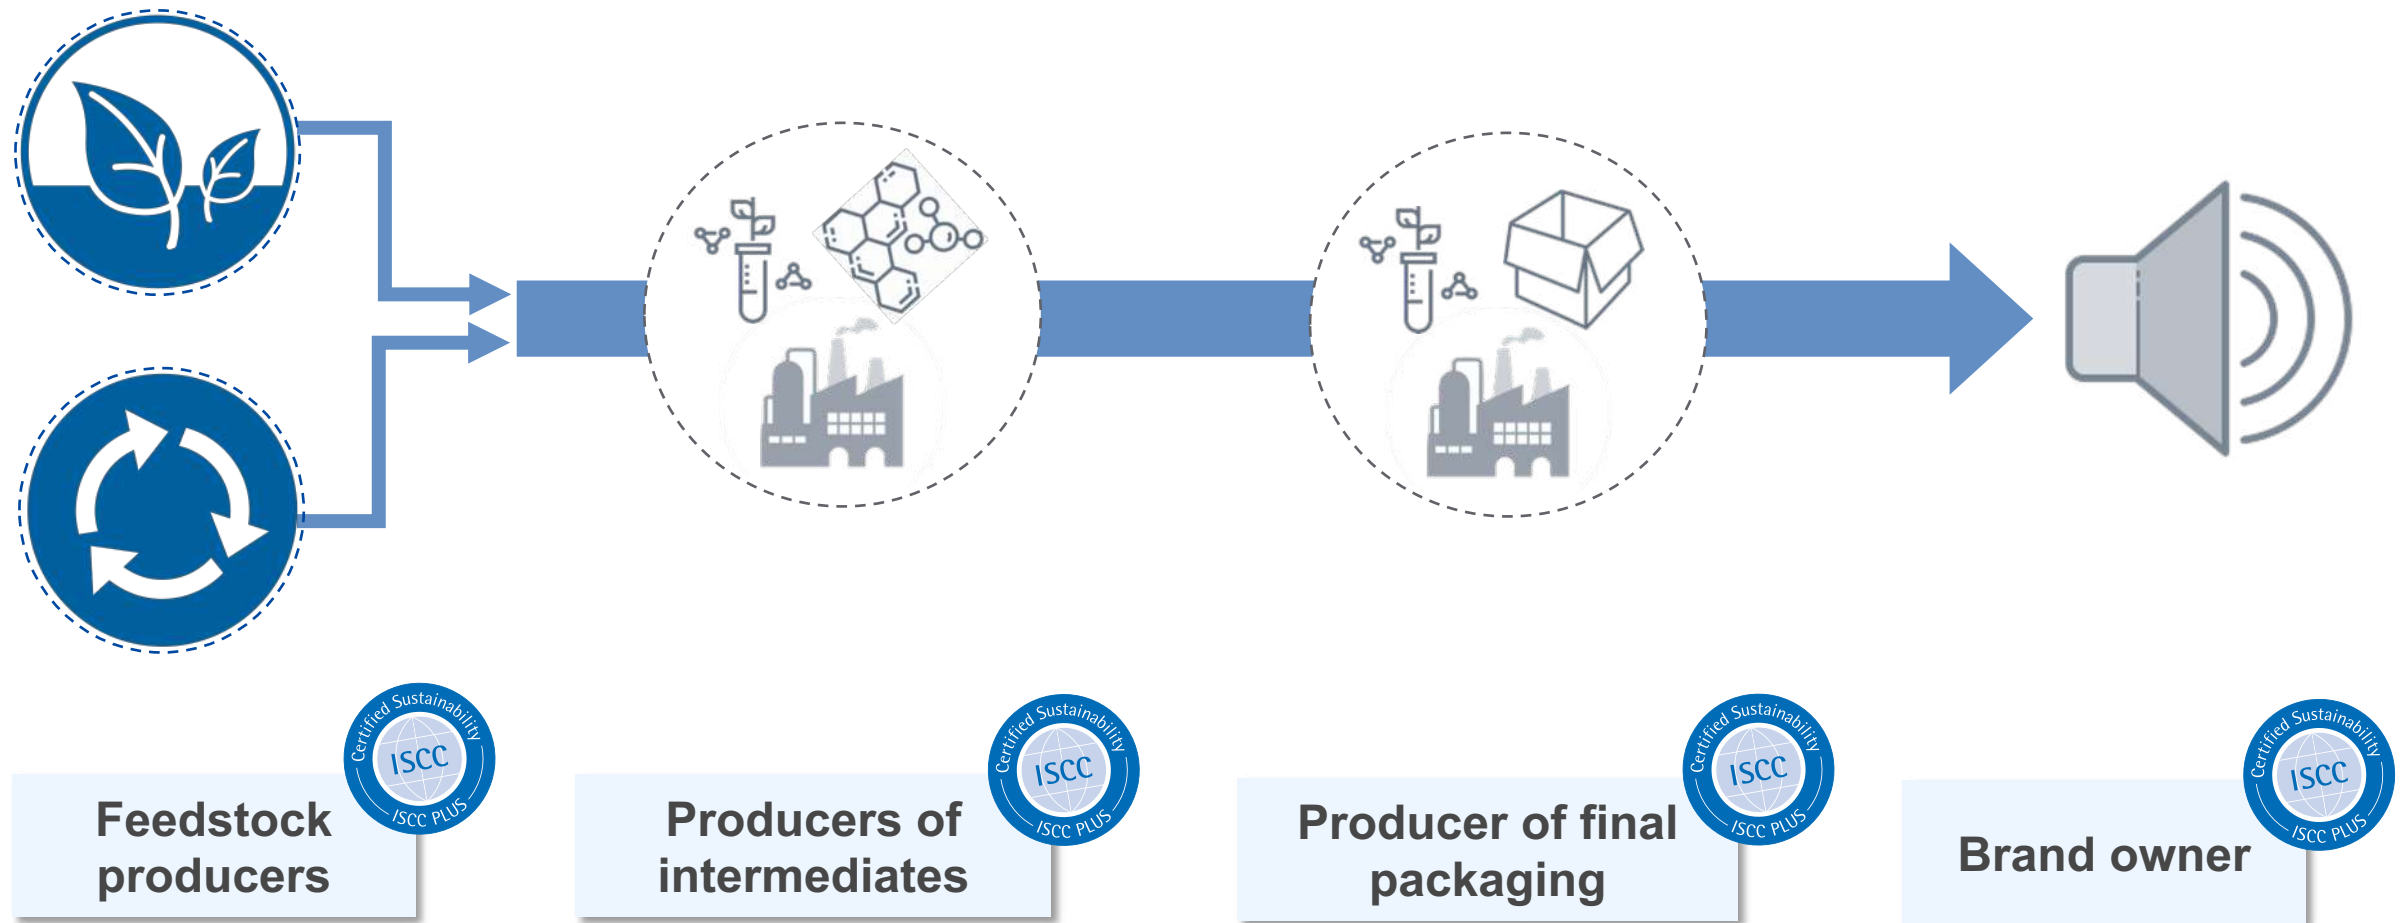 Certified Sustainability
ISCC
ISCC PLUS
Feedstock
producers
Certified Sustainability
ISCC
ISCC PLUS
Producers of
intermediates
Certified Sustainability
ISCC
ISCC PLUS
Producer of final
packaging
Certified Sustainability
ISCC
ISCC PLUS
Brand owner